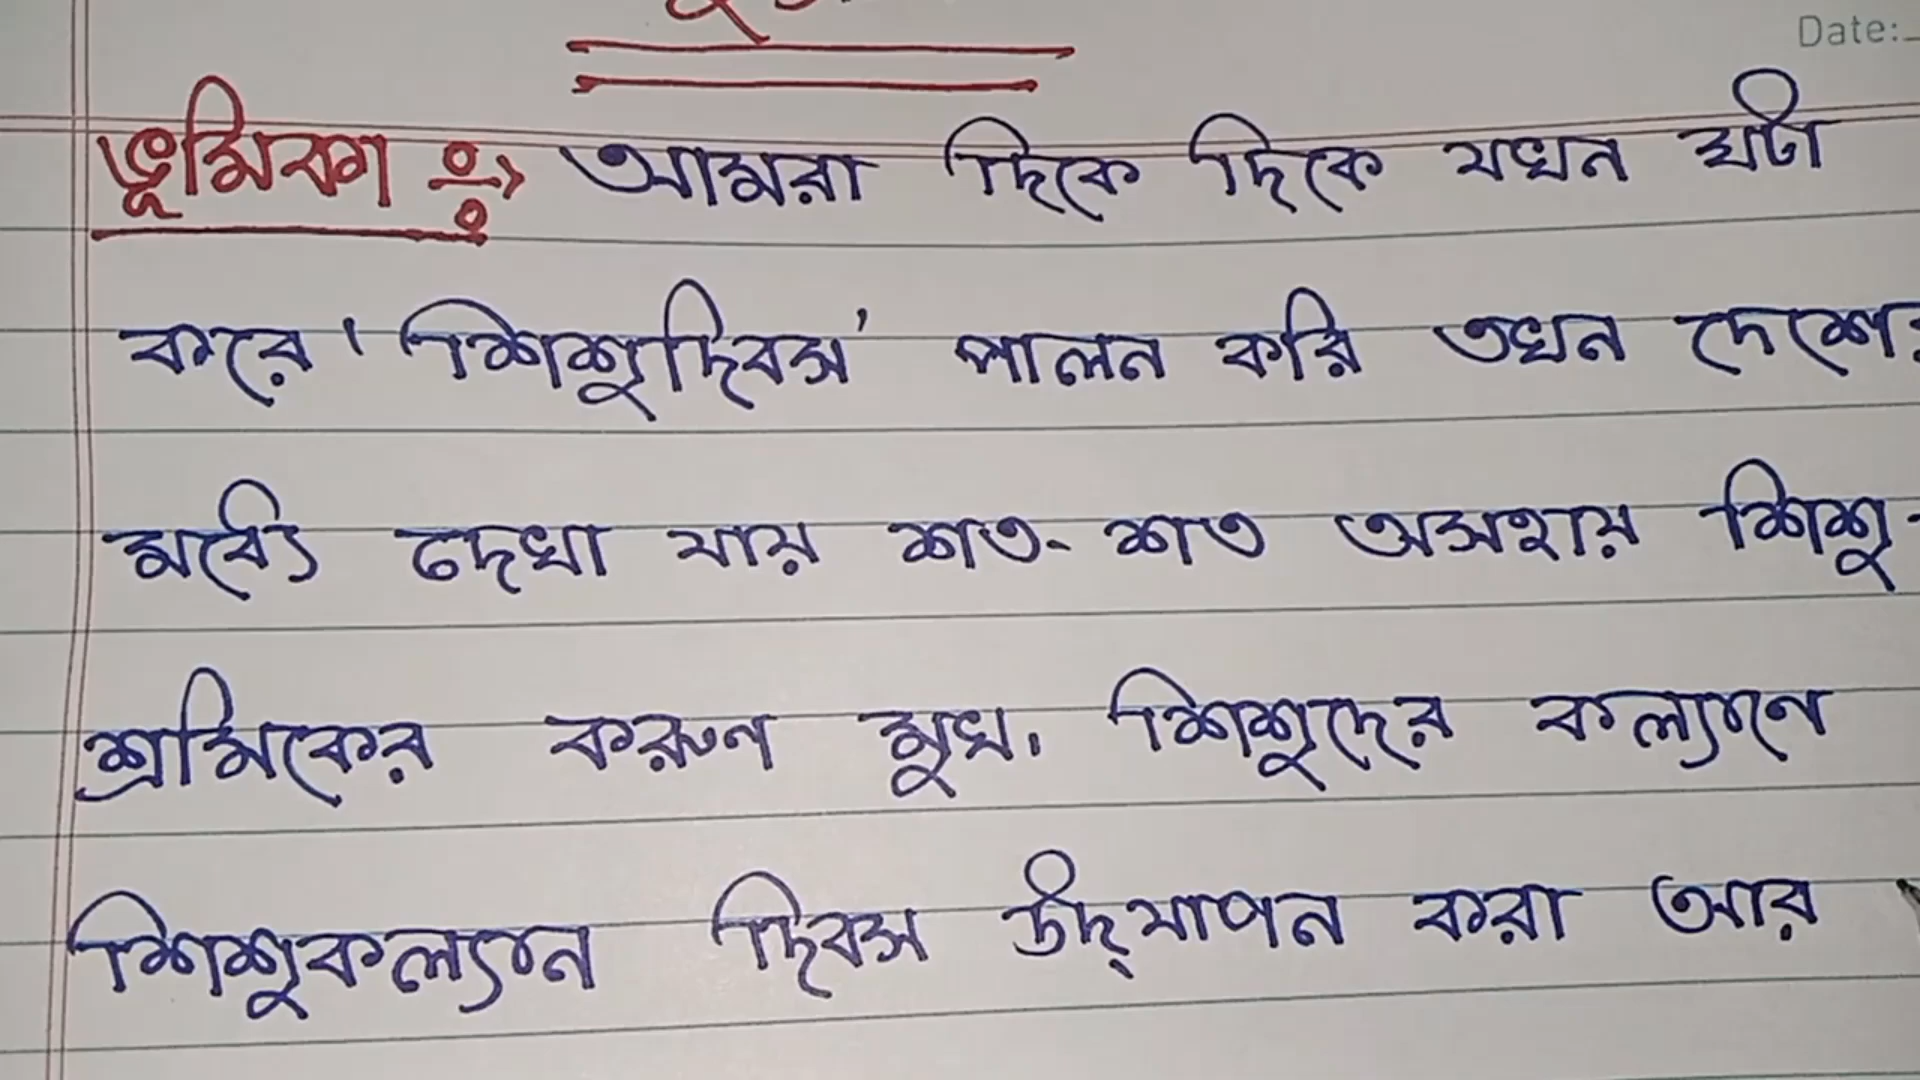 Date:
ভূমিকা :→ আমরা দিকে দিকে যখন ঘটা
করে 'শিশুদিবস' পালন করি তখন দেশের
মধ্যে দেখা যায় শত-শত অসহায় শিশু-
শ্রমিকের করুণ মুখ। শিশুদের কল্যাণে
শিশুকল্যাণ দিবস উদ্‌যাপন করা আর